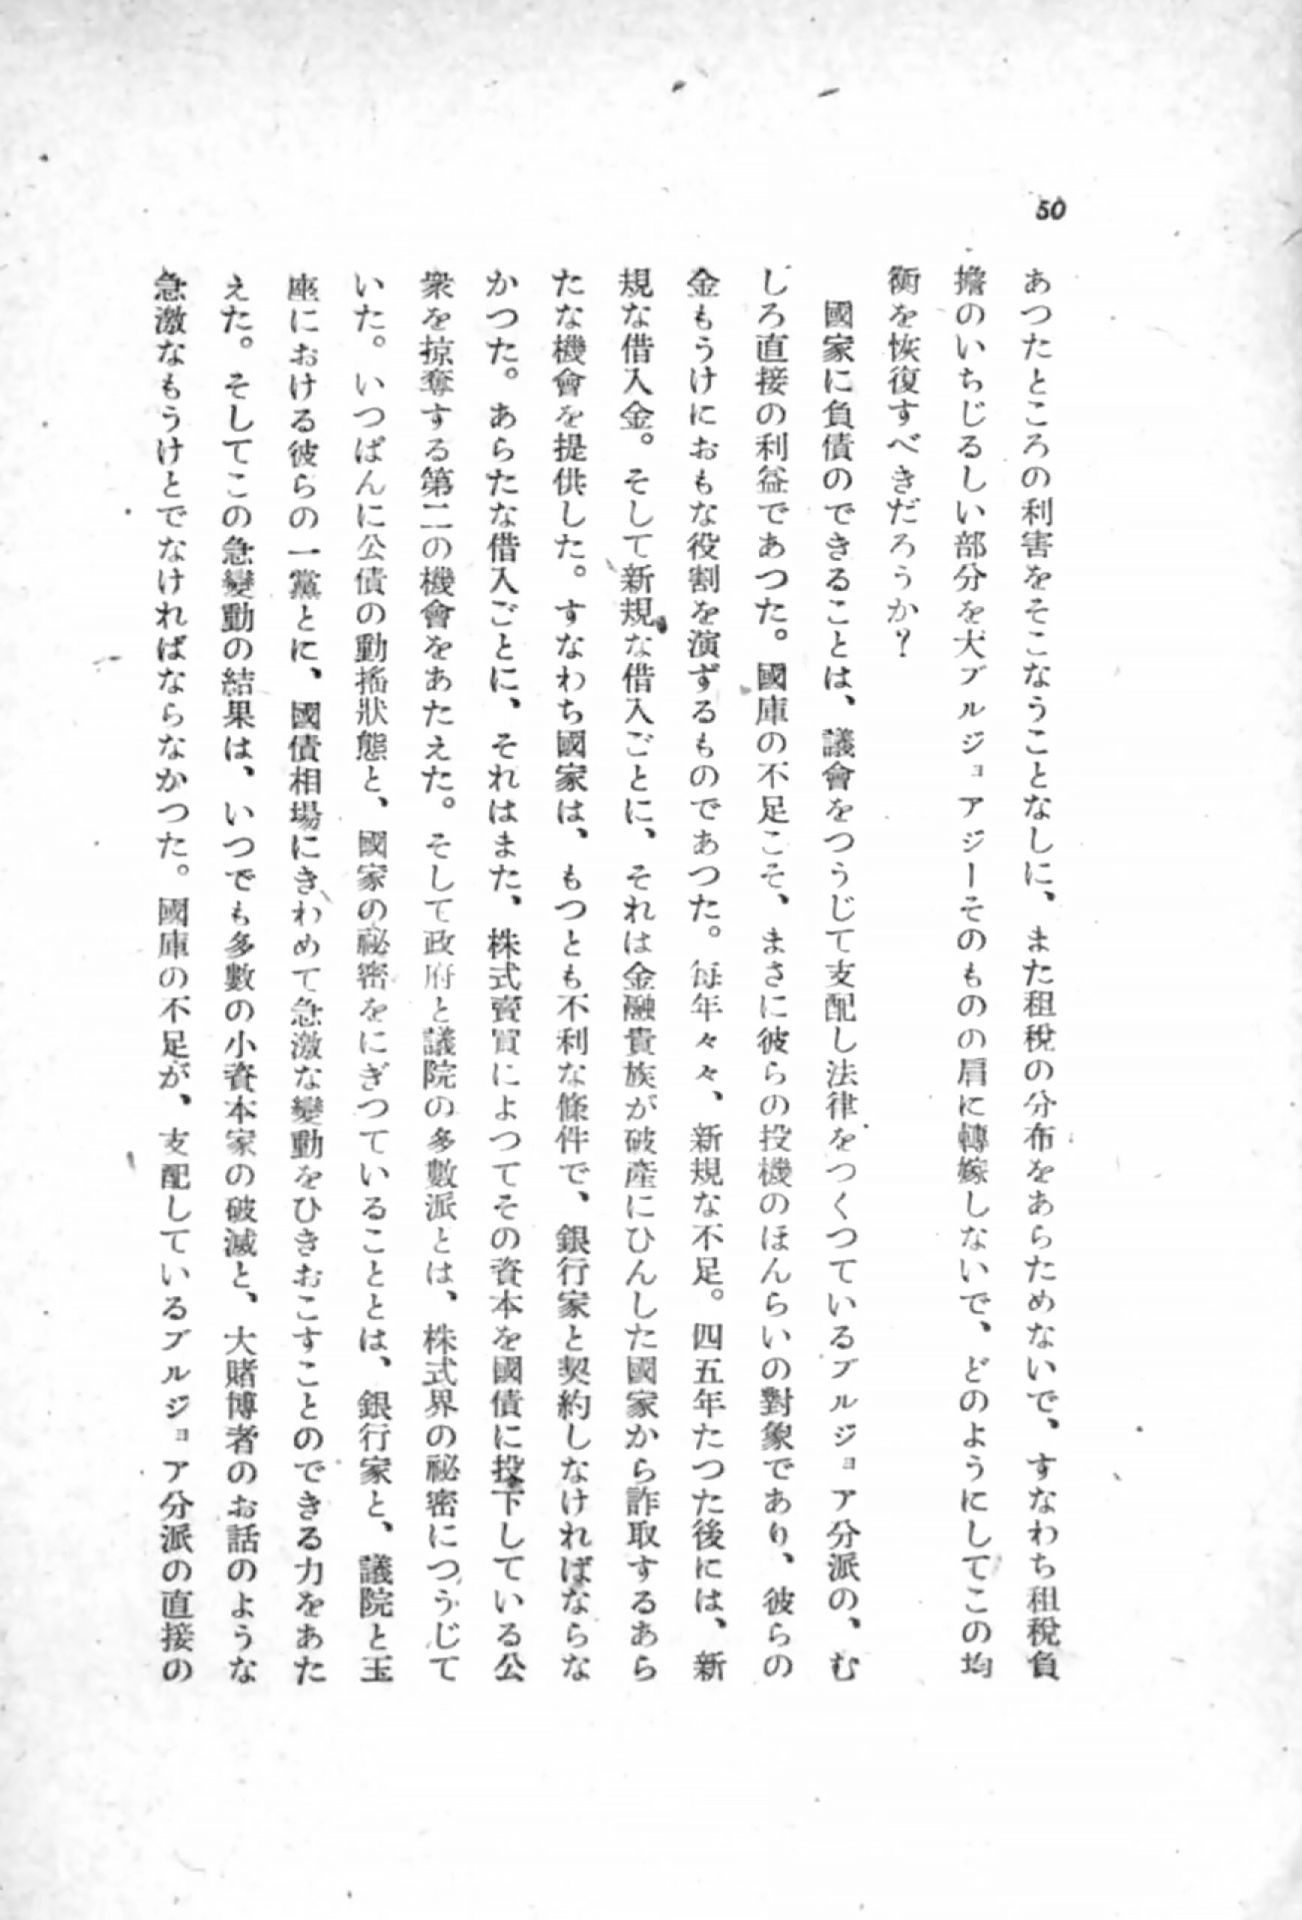 50
あつたところの利害をそこなうことなしに、また租稅の分布をあらためないで、すなわち租稅負
擔のいちじるしい部分を大ブルジョアジーそのものの肩に轉嫁しないで、どのようにしてこの均
衡を恢復すべきだろうか？
國家に負債のできることは、議會をつうじて支配し法律をつくつているブルジョア分派の、む
しろ直接の利益であつた。國庫の不足こそ、まさに彼らの投機のほんらいの對象であり、彼らの
金もうけにおもな役割を演ずるものであつた。每年々々、新規な不足。四五年たつた後には、新
規な借入金。そして新規な借入ごとに、それは金融貴族が破產にひんした國家から詐取するあら
たな機會を提供した。すなわち國家は、もつとも不利な條件で、銀行家と契約しなければならな
かつた。あらたな借入ごとに、それはまた、株式賣買によつてその資本を國債に投下している公
衆を掠奪する第二の機會をあたえた。そして政府と議院の多數派とは、株式界の祕密につうじて
いた。いつぱんに公債の動搖狀態と、國家の祕密をにぎつていることとは、銀行家と、議院と玉
座における彼らの一黨とに、國債相場にきわめて急激な變動をひきおこすことのできる力をあた
えた。そしてこの急變動の結果は、いつでも多數の小資本家の破滅と、大賭博者のお話のような
急激なもうけとでなければならなかつた。國庫の不足が、支配しているブルジョア分派の直接の